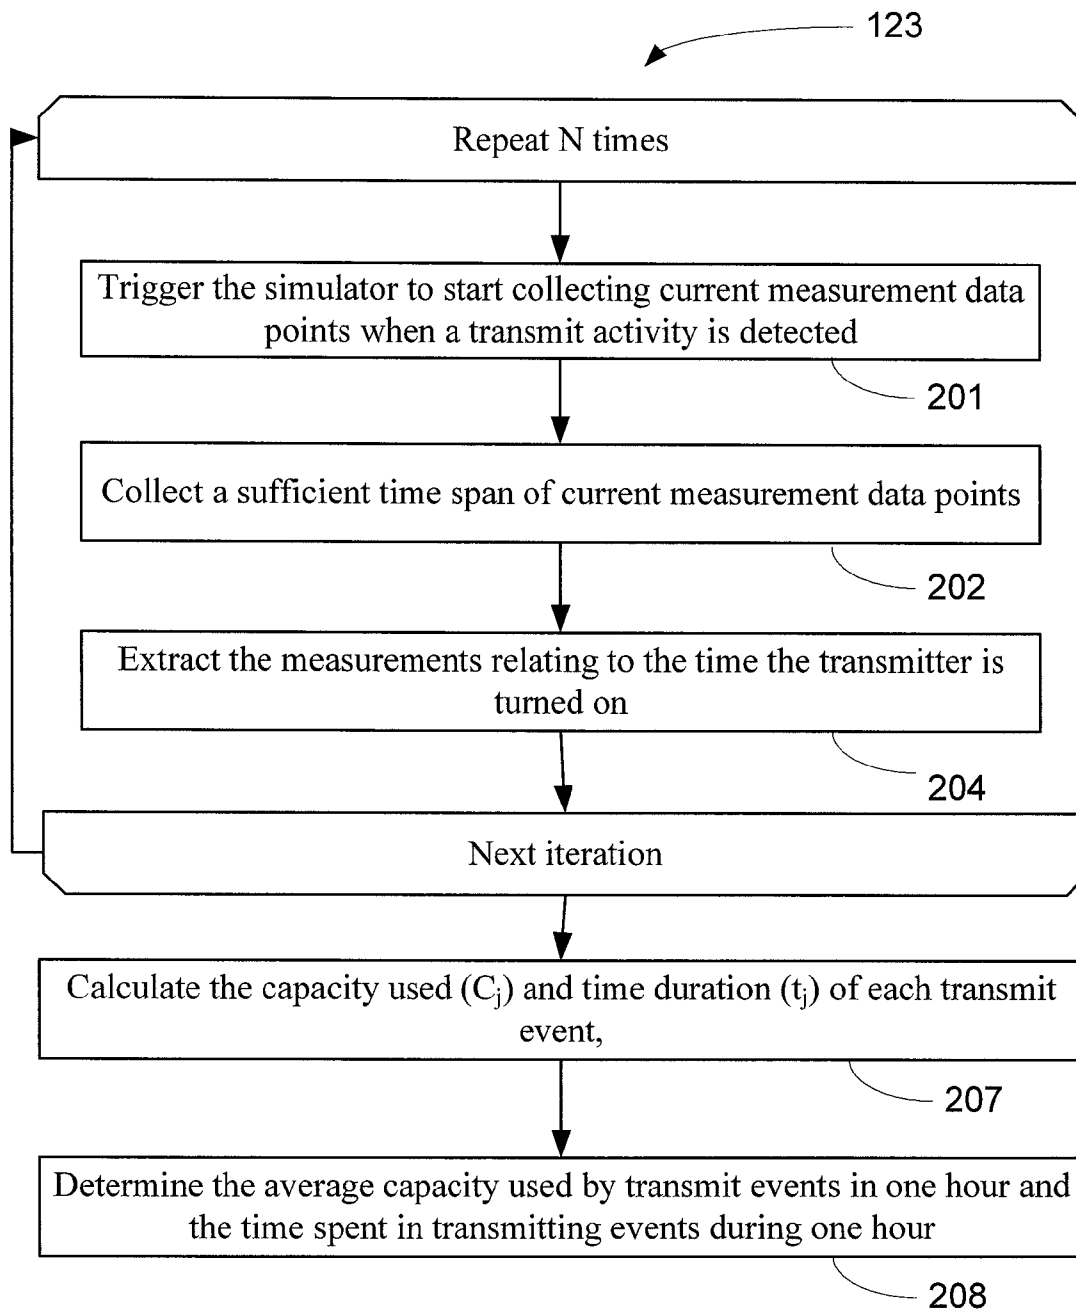 123
Repeat N times
Trigger the simulator to start collecting current measurement data
points when a transmit activity is detected
201
Collect a sufficient time span of current measurement data points
202
Extract the measurements relating to the time the transmitter is
turned on
204
Next iteration
Calculate the capacity used (Cj) and time duration (tj) of each transmit
event,
207
Determine the average capacity used by transmit events in one hour and
the time spent in transmitting events during one hour
208